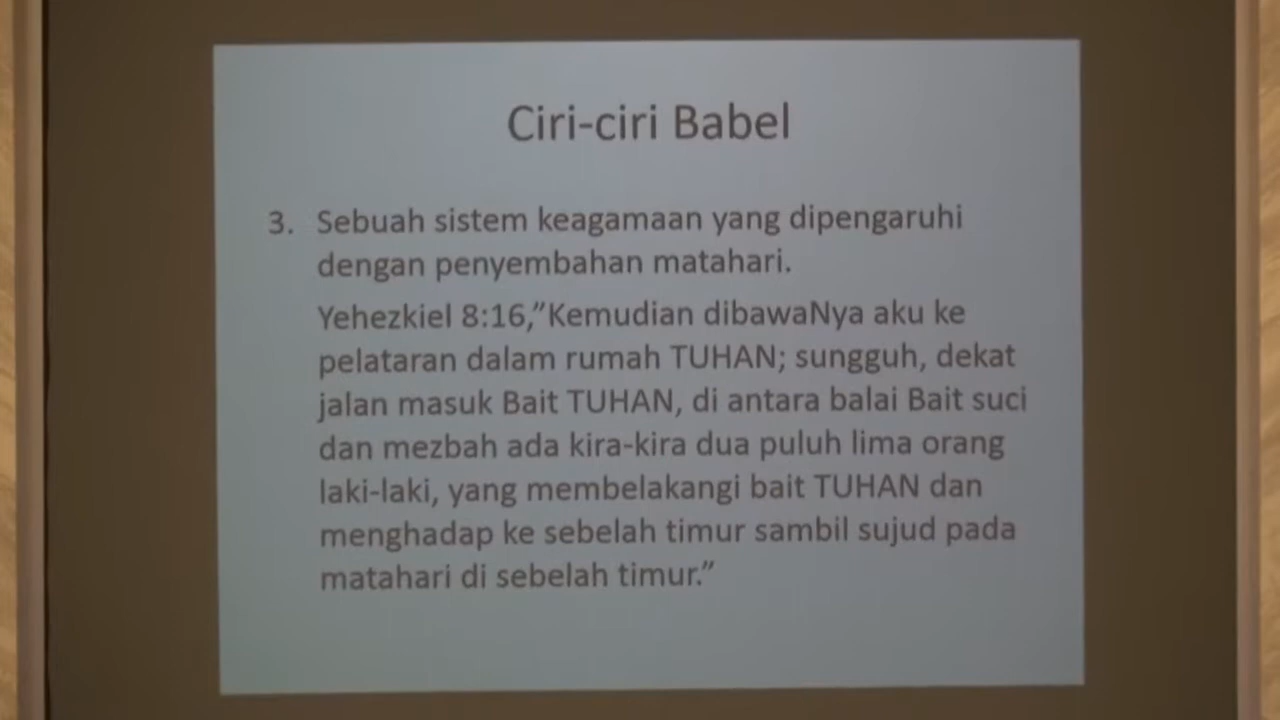 Ciri-ciri Babel
3. Sebuah sistem keagamaan yang dipengaruhi
dengan penyembahan matahari.
Yehezkiel 8:16,”Kemudian dibawaNya aku ke
pelataran dalam rumah TUHAN; sungguh, dekat
jalan masuk Bait TUHAN, di antara balai Bait suci
dan mezbah ada kira-kira dua puluh lima orang
laki-laki, yang membelakangi bait TUHAN dan
menghadap ke sebelah timur sambil sujud pada
matahari di sebelah timur.”